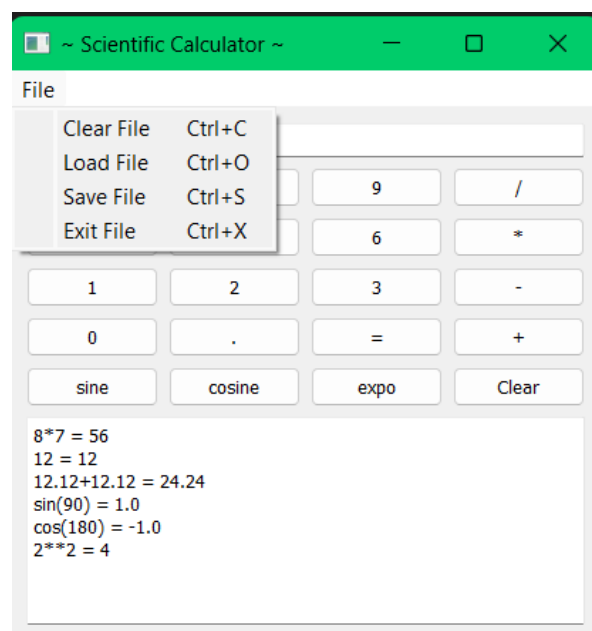 ~ Scientific Calculator ~
File
Clear File Ctrl+C
Load File Ctrl+O
Save File Ctrl+S
Exit File Ctrl+X
9 /
6 *
1 2 3 -
0 . = +
sine cosine expo Clear
8*7 = 56
12 = 12
12.12+12.12 = 24.24
sin(90) = 1.0
cos(180) = -1.0
2**2 = 4